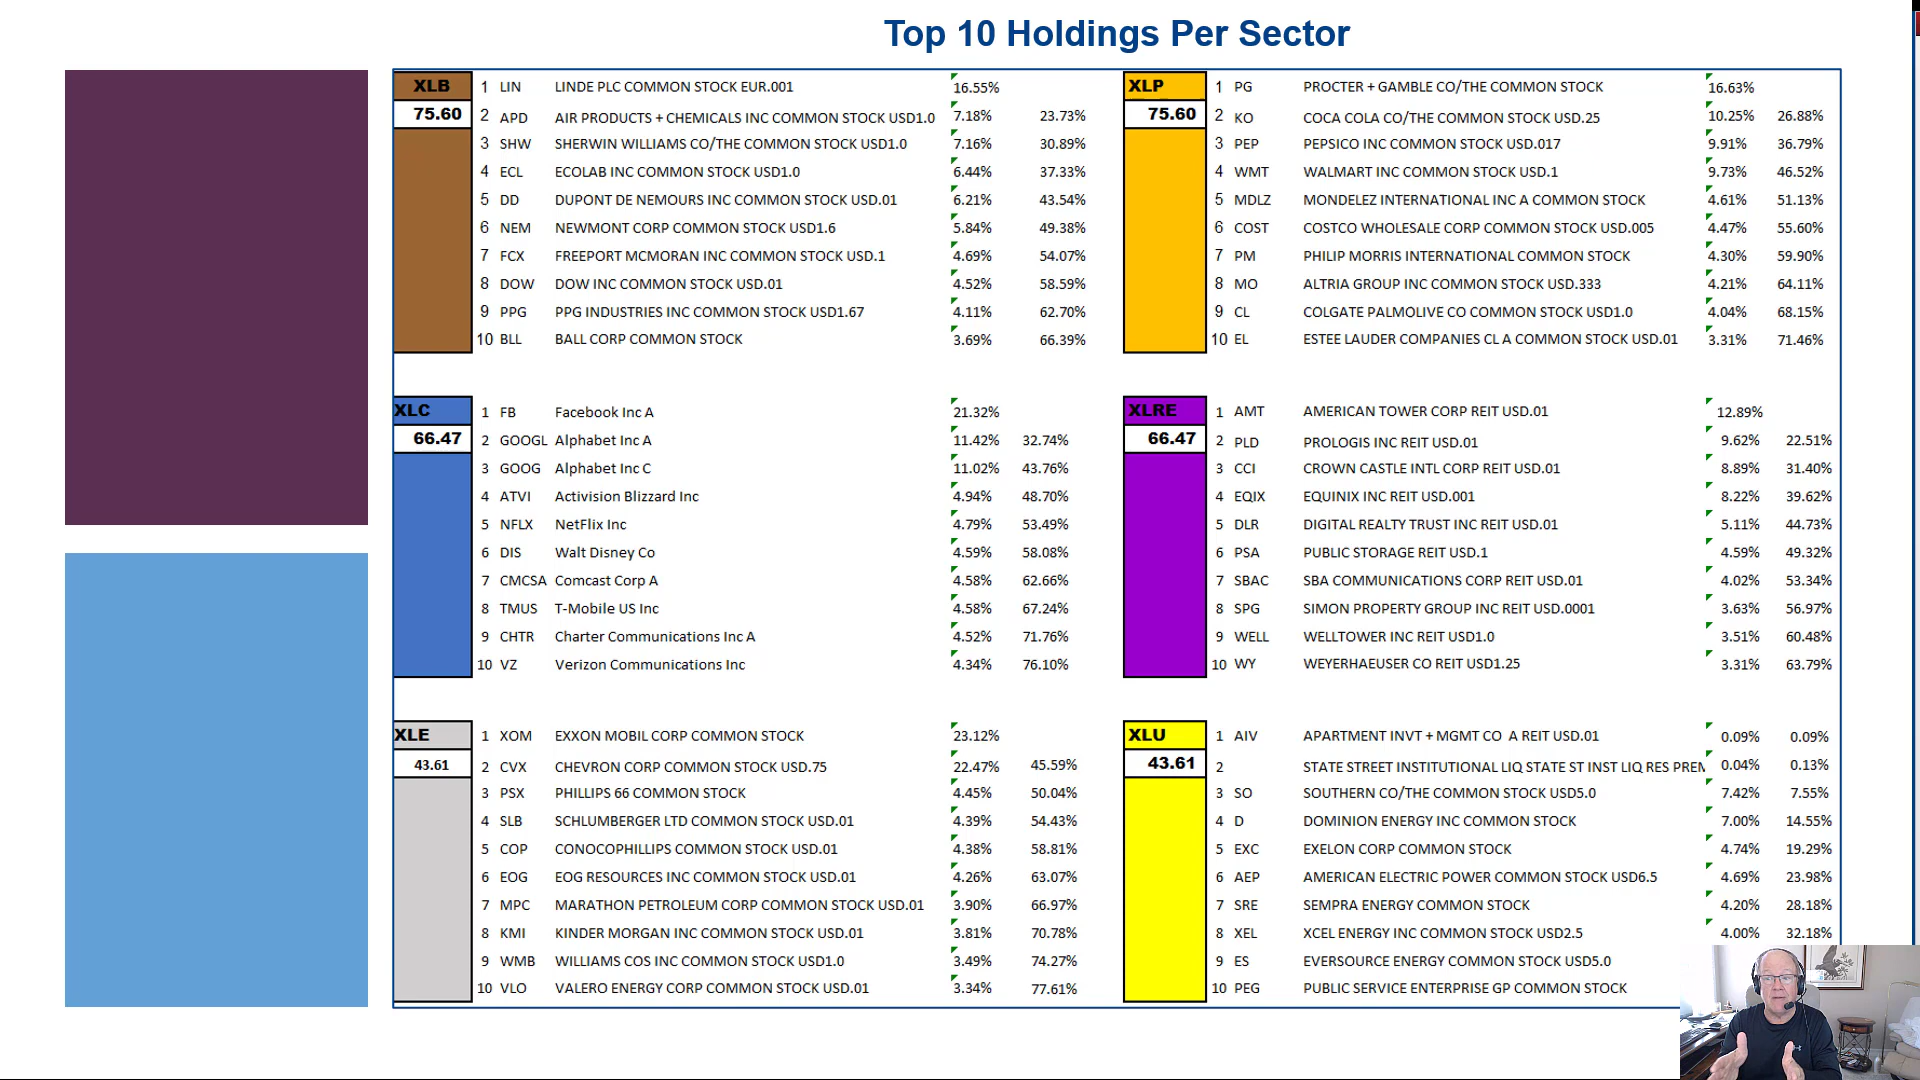 Top 10 Holdings Per Sector
XLB
75.60
1 LIN LINDE PLC COMMON STOCK EUR.001 16.55%
2 APD AIR PRODUCTS + CHEMICALS INC COMMON STOCK USD1.0 7.18% 23.73%
3 SHW SHERWIN WILLIAMS CO/THE COMMON STOCK USD1.0 7.16% 30.89%
4 ECL ECOLAB INC COMMON STOCK USD1.0 6.44% 37.33%
5 DD DUPONT DE NEMOURS INC COMMON STOCK USD.01 6.21% 43.54%
6 NEM NEWMONT CORP COMMON STOCK USD1.6 5.84% 49.38%
7 FCX FREEPORT MCMORAN INC COMMON STOCK USD.1 4.69% 54.07%
8 DOW DOW INC COMMON STOCK USD.01 4.52% 58.59%
9 PPG PPG INDUSTRIES INC COMMON STOCK USD1.67 4.11% 62.70%
10 BLL BALL CORP COMMON STOCK 3.69% 66.39%
XLP
75.60
1 PG PROCTER + GAMBLE CO/THE COMMON STOCK 16.63%
2 KO COCA COLA CO/THE COMMON STOCK USD.25 10.25% 26.88%
3 PEP PEPSICO INC COMMON STOCK USD.017 9.91% 36.79%
4 WMT WALMART INC COMMON STOCK USD.1 9.73% 46.52%
5 MDLZ MONDELEZ INTERNATIONAL INC A COMMON STOCK 4.61% 51.13%
6 COST COSTCO WHOLESALE CORP COMMON STOCK USD.005 4.47% 55.60%
7 PM PHILIP MORRIS INTERNATIONAL COMMON STOCK 4.30% 59.90%
8 MO ALTRIA GROUP INC COMMON STOCK USD.333 4.21% 64.11%
9 CL COLGATE PALMOLIVE CO COMMON STOCK USD1.0 4.04% 68.15%
10 EL ESTEE LAUDER COMPANIES CL A COMMON STOCK USD.01 3.31% 71.46%
XLC
66.47
1 FB Facebook Inc A 21.32%
2 GOOGL Alphabet Inc A 11.42% 32.74%
3 GOOG Alphabet Inc C 11.02% 43.76%
4 ATVI Activision Blizzard Inc 4.94% 48.70%
5 NFLX NetFlix Inc 4.79% 53.49%
6 DIS Walt Disney Co 4.59% 58.08%
7 CMCSA Comcast Corp A 4.58% 62.66%
8 TMUS T-Mobile US Inc 4.58% 67.24%
9 CHTR Charter Communications Inc A 4.52% 71.76%
10 VZ Verizon Communications Inc 4.34% 76.10%
XLRE
66.47
1 AMT AMERICAN TOWER CORP REIT USD.01 12.89%
2 PLD PROLOGIS INC REIT USD.01 9.62% 22.51%
3 CCI CROWN CASTLE INTL CORP REIT USD.01 8.89% 31.40%
4 EQIX EQUINIX INC REIT USD.001 8.22% 39.62%
5 DLR DIGITAL REALTY TRUST INC REIT USD.01 5.11% 44.73%
6 PSA PUBLIC STORAGE REIT USD.1 4.59% 49.32%
7 SBAC SBA COMMUNICATIONS CORP REIT USD.01 4.02% 53.34%
8 SPG SIMON PROPERTY GROUP INC REIT USD.0001 3.63% 56.97%
9 WELL WELLTOWER INC REIT USD1.0 3.51% 60.48%
10 WY WEYERHAEUSER CO REIT USD1.25 3.31% 63.79%
XLE
43.61
1 XOM EXXON MOBIL CORP COMMON STOCK 23.12%
2 CVX CHEVRON CORP COMMON STOCK USD.75 22.47% 45.59%
3 PSX PHILLIPS 66 COMMON STOCK 4.45% 50.04%
4 SLB SCHLUMBERGER LTD COMMON STOCK USD.01 4.39% 54.43%
5 COP CONOCOPHILLIPS COMMON STOCK USD.01 4.38% 58.81%
6 EOG EOG RESOURCES INC COMMON STOCK USD.01 4.26% 63.07%
7 MPC MARATHON PETROLEUM CORP COMMON STOCK USD.01 3.90% 66.97%
8 KMI KINDER MORGAN INC COMMON STOCK USD.01 3.81% 70.78%
9 WMB WILLIAMS COS INC COMMON STOCK USD1.0 3.49% 74.27%
10 VLO VALERO ENERGY CORP COMMON STOCK USD.01 3.34% 77.61%
XLU
43.61
1 AIV APARTMENT INVT + MGMT CO A REIT USD.01 0.09% 0.09%
2 STATE STREET INSTITUTIONAL LIQ STATE ST INST LIQ RES PREM 0.04% 0.13%
3 SO SOUTHERN CO/THE COMMON STOCK USD5.0 7.42% 7.55%
4 D DOMINION ENERGY INC COMMON STOCK 7.00% 14.55%
5 EXC EXELON CORP COMMON STOCK 4.74% 19.29%
6 AEP AMERICAN ELECTRIC POWER COMMON STOCK USD6.5 4.69% 23.98%
7 SRE SEMPRA ENERGY COMMON STOCK 4.20% 28.18%
8 XEL XCEL ENERGY INC COMMON STOCK USD2.5 4.00% 32.18%
9 ES EVERSOURCE ENERGY COMMON STOCK USD5.0
10 PEG PUBLIC SERVICE ENTERPRISE GP COMMON STOCK